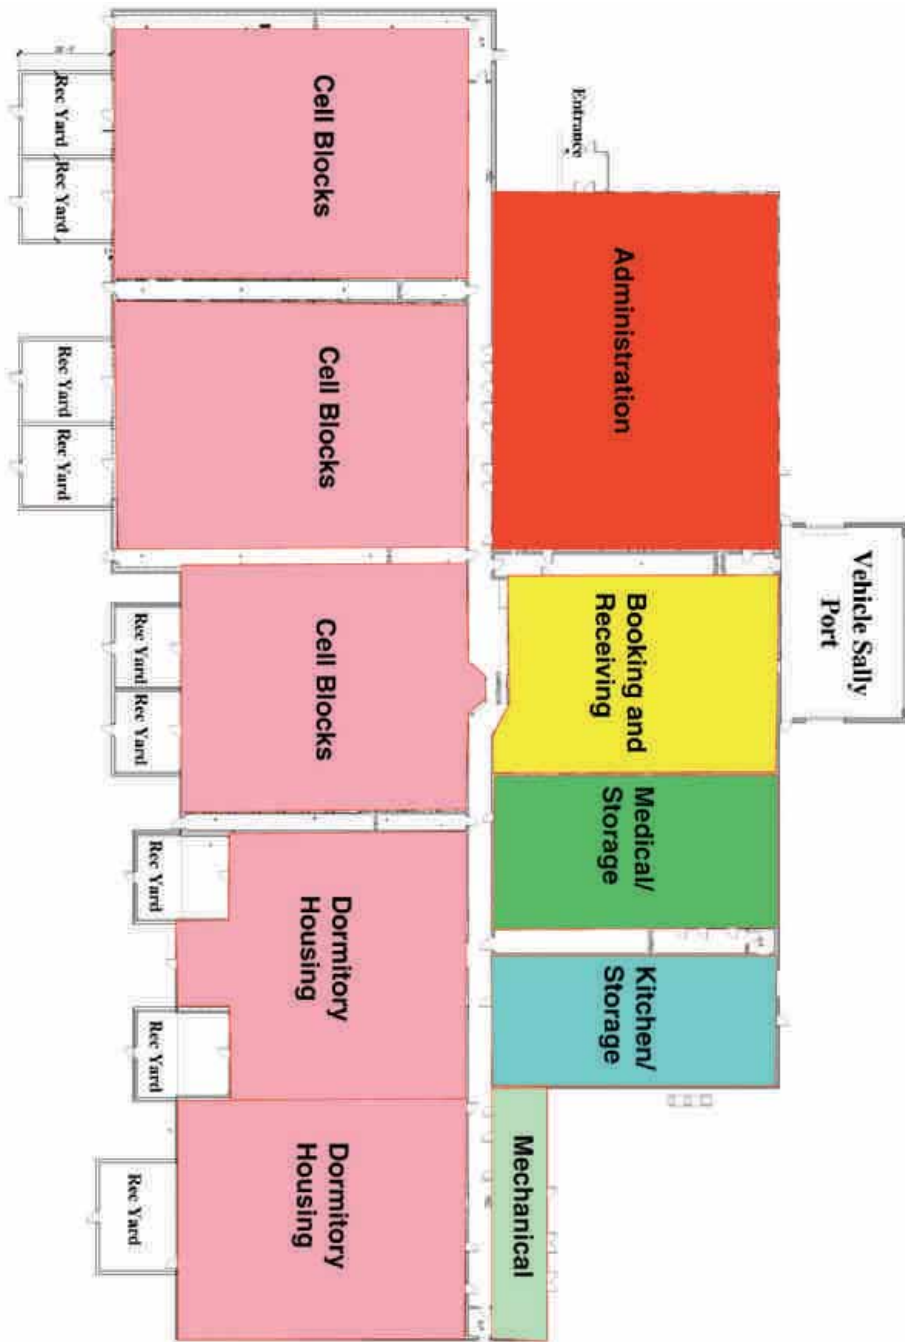 Vehicle Sally
Port
Entrance
Administration
Booking and
Receiving
Medical/
Storage
Kitchen/
Storage
Mechanical
Cell Blocks
Cell Blocks
Cell Blocks
Dormitory
Housing
Dormitory
Housing
Rec Yard
Rec Yard
Rec Yard
Rec Yard
Rec Yard
Rec Yard
Rec Yard
Rec Yard
Rec Yard